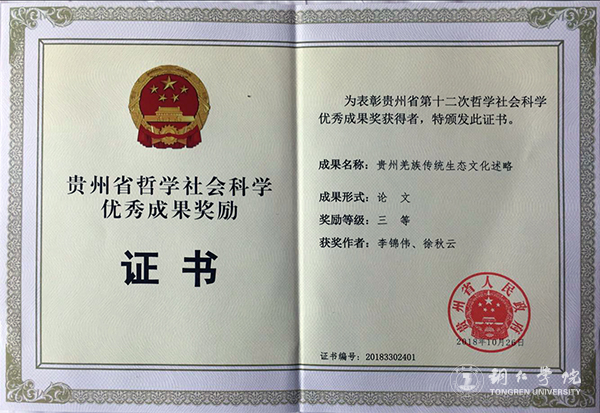 贵州省哲学社会科学
优秀成果奖励
证书
为表彰贵州省第十二次哲学社会科学
优秀成果奖获得者，特颁发此证书。
成果名称：贵州羌族传统生态文化述略
成果形式：论 文
奖励等级：三 等
获奖作者：李锦伟、徐秋云
贵州省人民政府
2018年10月26日
证书编号：20183302401
铜仁学院
TONGREN UNIVERSITY